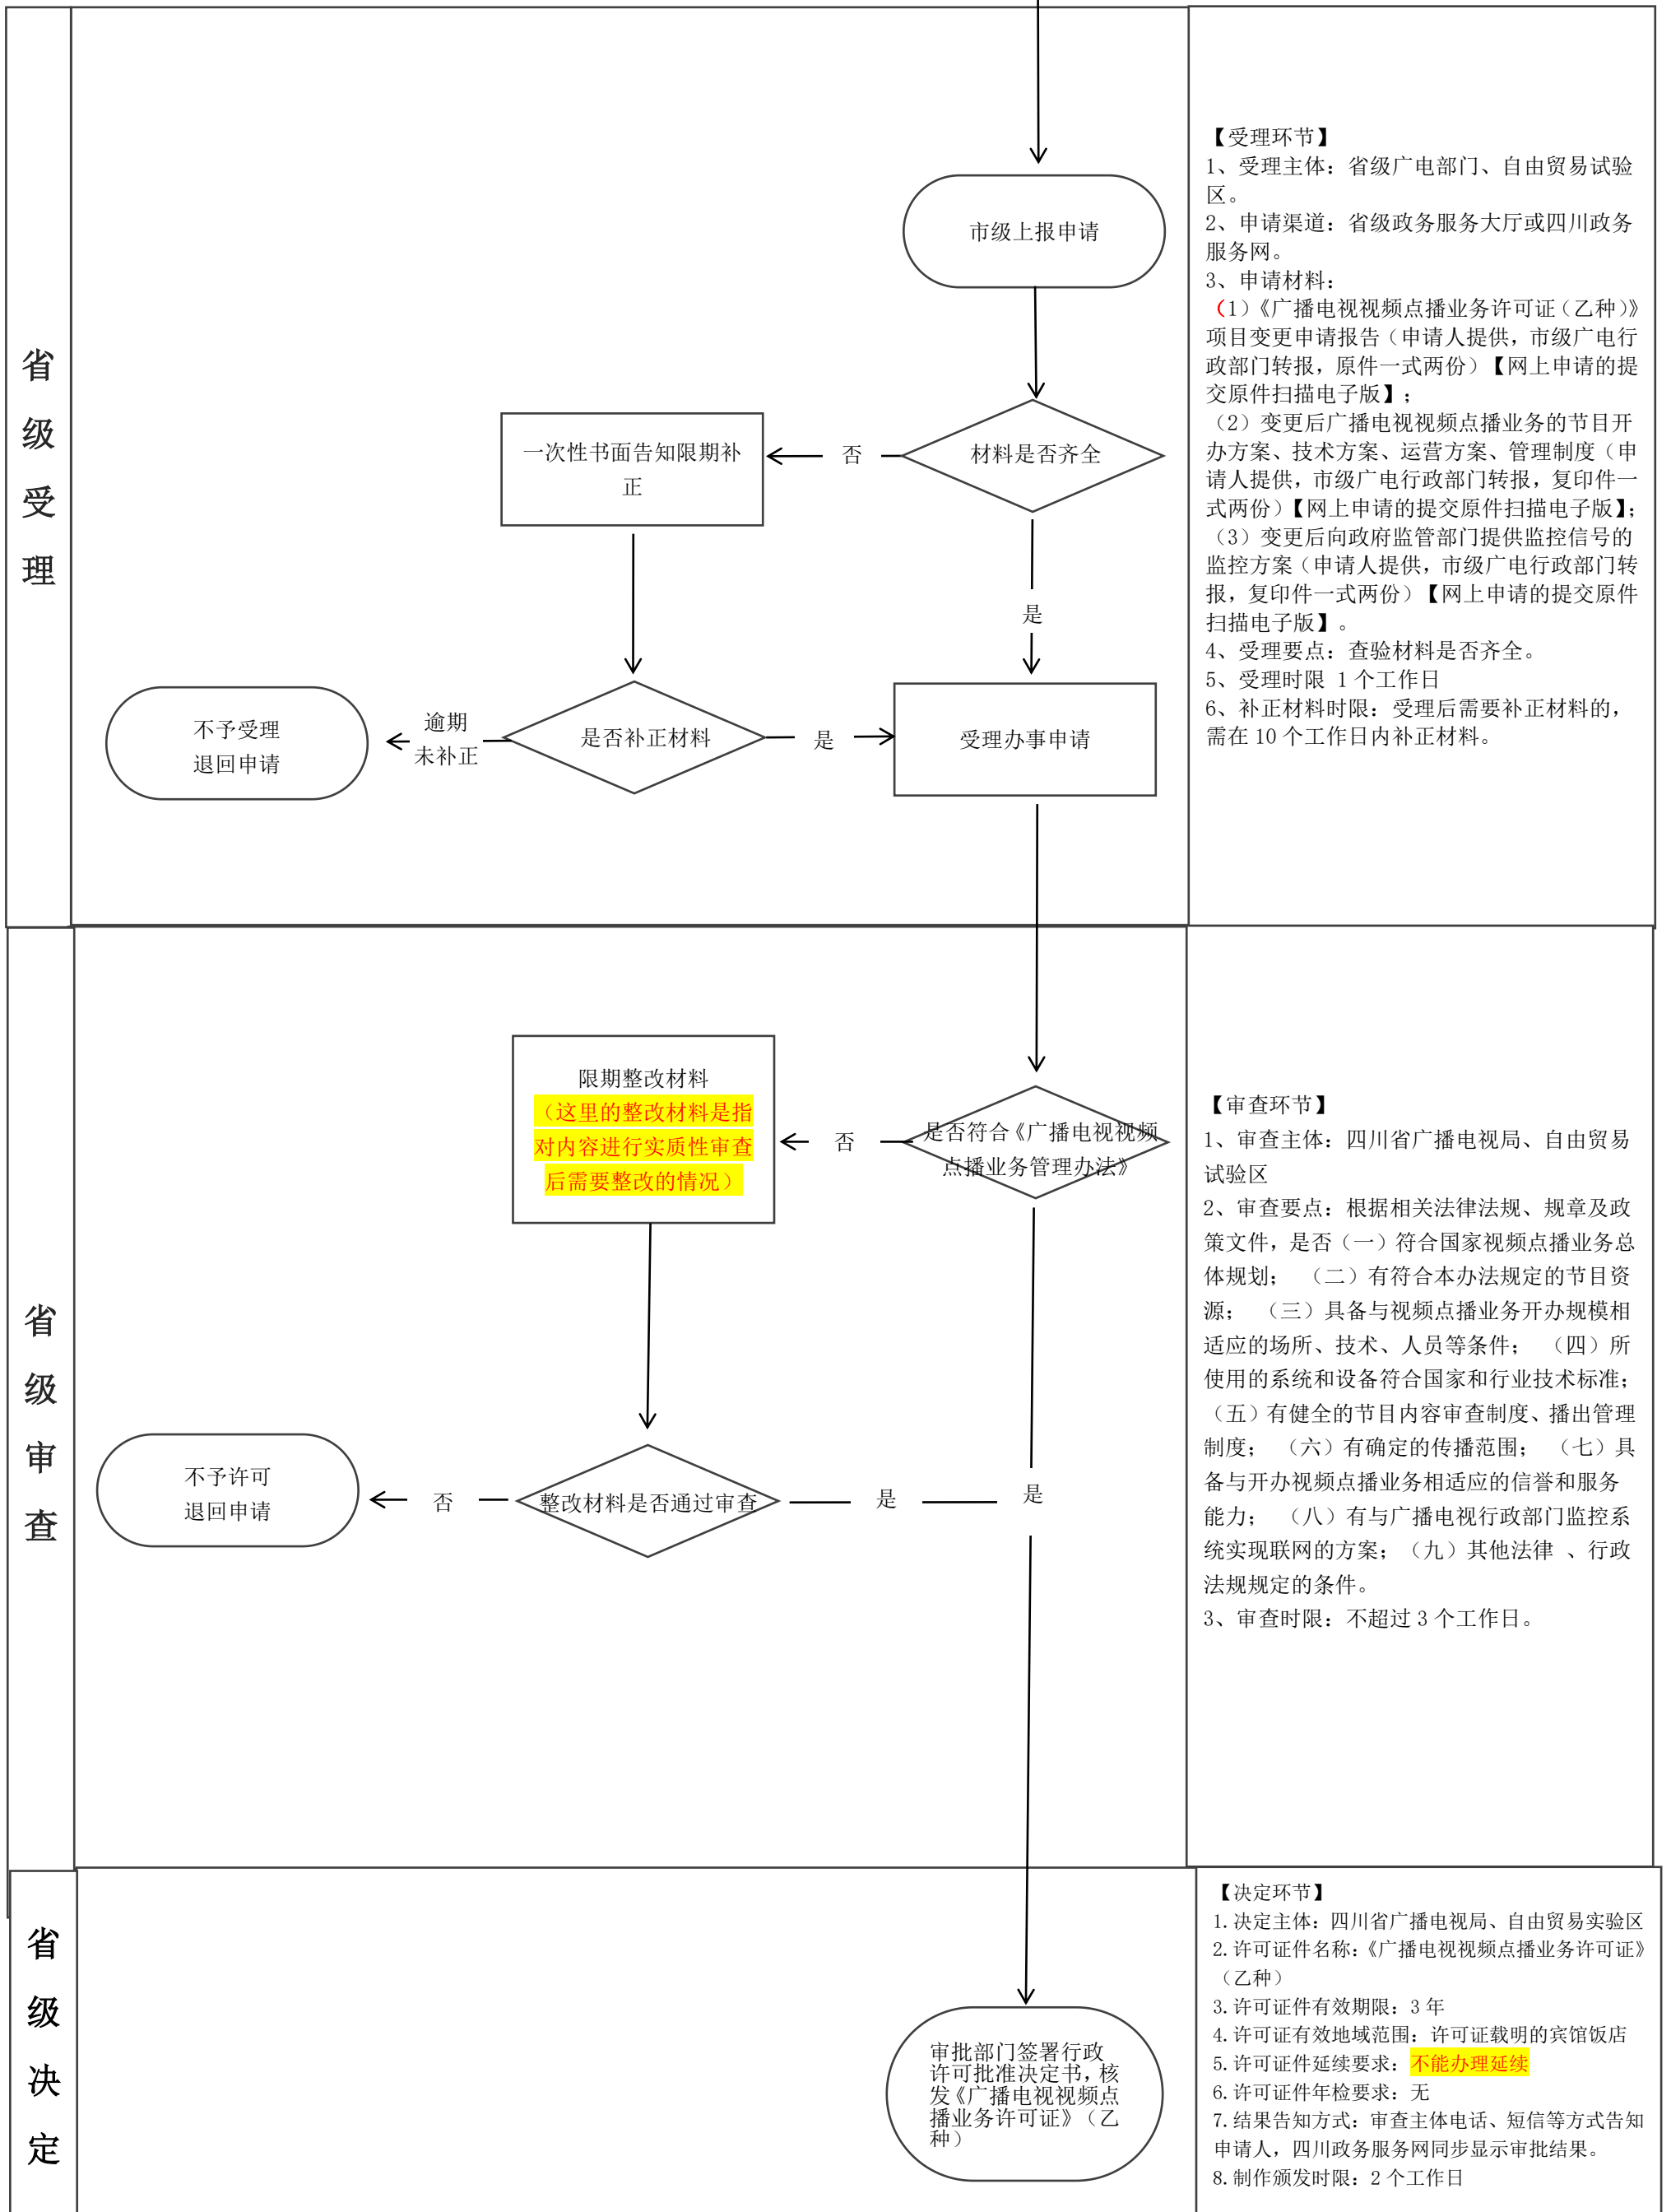 省
级
受
理
市级上报申请
材料是否齐全
否
一次性书面告知限期补
正
是
是否补正材料
逾期
未补正
不予受理
退回申请
是
受理办事申请
【受理环节】
1、受理主体：省级广电部门、自由贸易试验
区。
2、申请渠道：省级政务服务大厅或四川政务
服务网。
3、申请材料：
（1）《广播电视视频点播业务许可证（乙种）》
项目变更申请报告（申请人提供，市级广电行
政部门转报，原件一式两份）【网上申请的提
交原件扫描电子版】；
（2）变更后广播电视视频点播业务的节目开
办方案、技术方案、运营方案、管理制度（申
请人提供，市级广电行政部门转报，复印件一
式两份）【网上申请的提交原件扫描电子版】；
（3）变更后向政府监管部门提供监控信号的
监控方案（申请人提供，市级广电行政部门转
报，复印件一式两份）【网上申请的提交原件
扫描电子版】。
4、受理要点：查验材料是否齐全。
5、受理时限 1个工作日
6、补正材料时限：受理后需要补正材料的，
需在10个工作日内补正材料。
省
级
审
查
是否符合《广播电视视频
点播业务管理办法》
否
限期整改材料
（这里的整改材料是指
对内容进行实质性审查
后需要整改的情况）
整改材料是否通过审查
否
不予许可
退回申请
是
是
【审查环节】
1、审查主体：四川省广播电视局、自由贸易
试验区
2、审查要点：根据相关法律法规、规章及政
策文件，是否（一）符合国家视频点播业务总
体规划； （二）有符合本办法规定的节目资
源； （三）具备与视频点播业务开办规模相
适应的场所、技术、人员等条件； （四）所
使用的系统和设备符合国家和行业技术标准；
（五）有健全的节目内容审查制度、播出管理
制度； （六）有确定的传播范围； （七）具
备与开办视频点播业务相适应的信誉和服务
能力； （八）有与广播电视行政部门监控系
统实现联网的方案；（九）其他法律 、行政
法规规定的条件。
3、审查时限：不超过3个工作日。
省
级
决
定
审批部门签署行政
许可批准决定书，核
发《广播电视视频点
播业务许可证》（乙
种）
【决定环节】
1.决定主体：四川省广播电视局、自由贸易实验区
2.许可证件名称：《广播电视视频点播业务许可证》
（乙种）
3.许可证件有效期限：3年
4.许可证有效地域范围：许可证载明的宾馆饭店
5.许可证件延续要求：不能办理延续
6.许可证件年检要求：无
7.结果告知方式：审查主体电话、短信等方式告知
申请人，四川政务服务网同步显示审批结果。
8.制作颁发时限：2个工作日